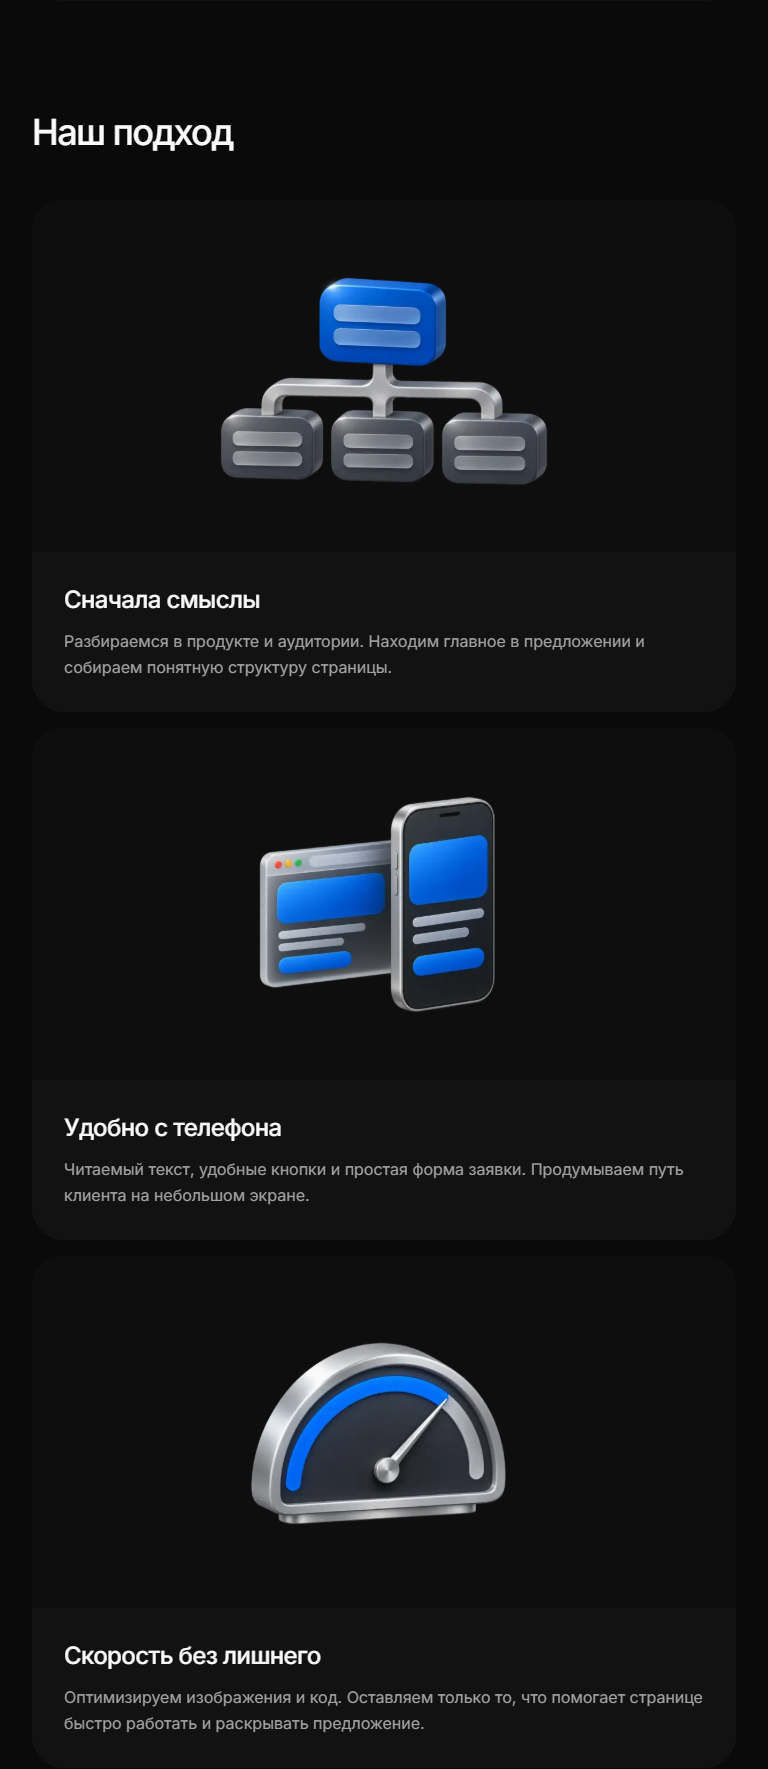 Наш подход
Сначала смыслы
Разбираемся в продукте и аудитории. Находим главное в предложении и
собираем понятную структуру страницы.
Удобно с телефона
Читаемый текст, удобные кнопки и простая форма заявки. Продумываем путь
клиента на небольшом экране.
Скорость без лишнего
Оптимизируем изображения и код. Оставляем только то, что помогает странице
быстро работать и раскрывать предложение.